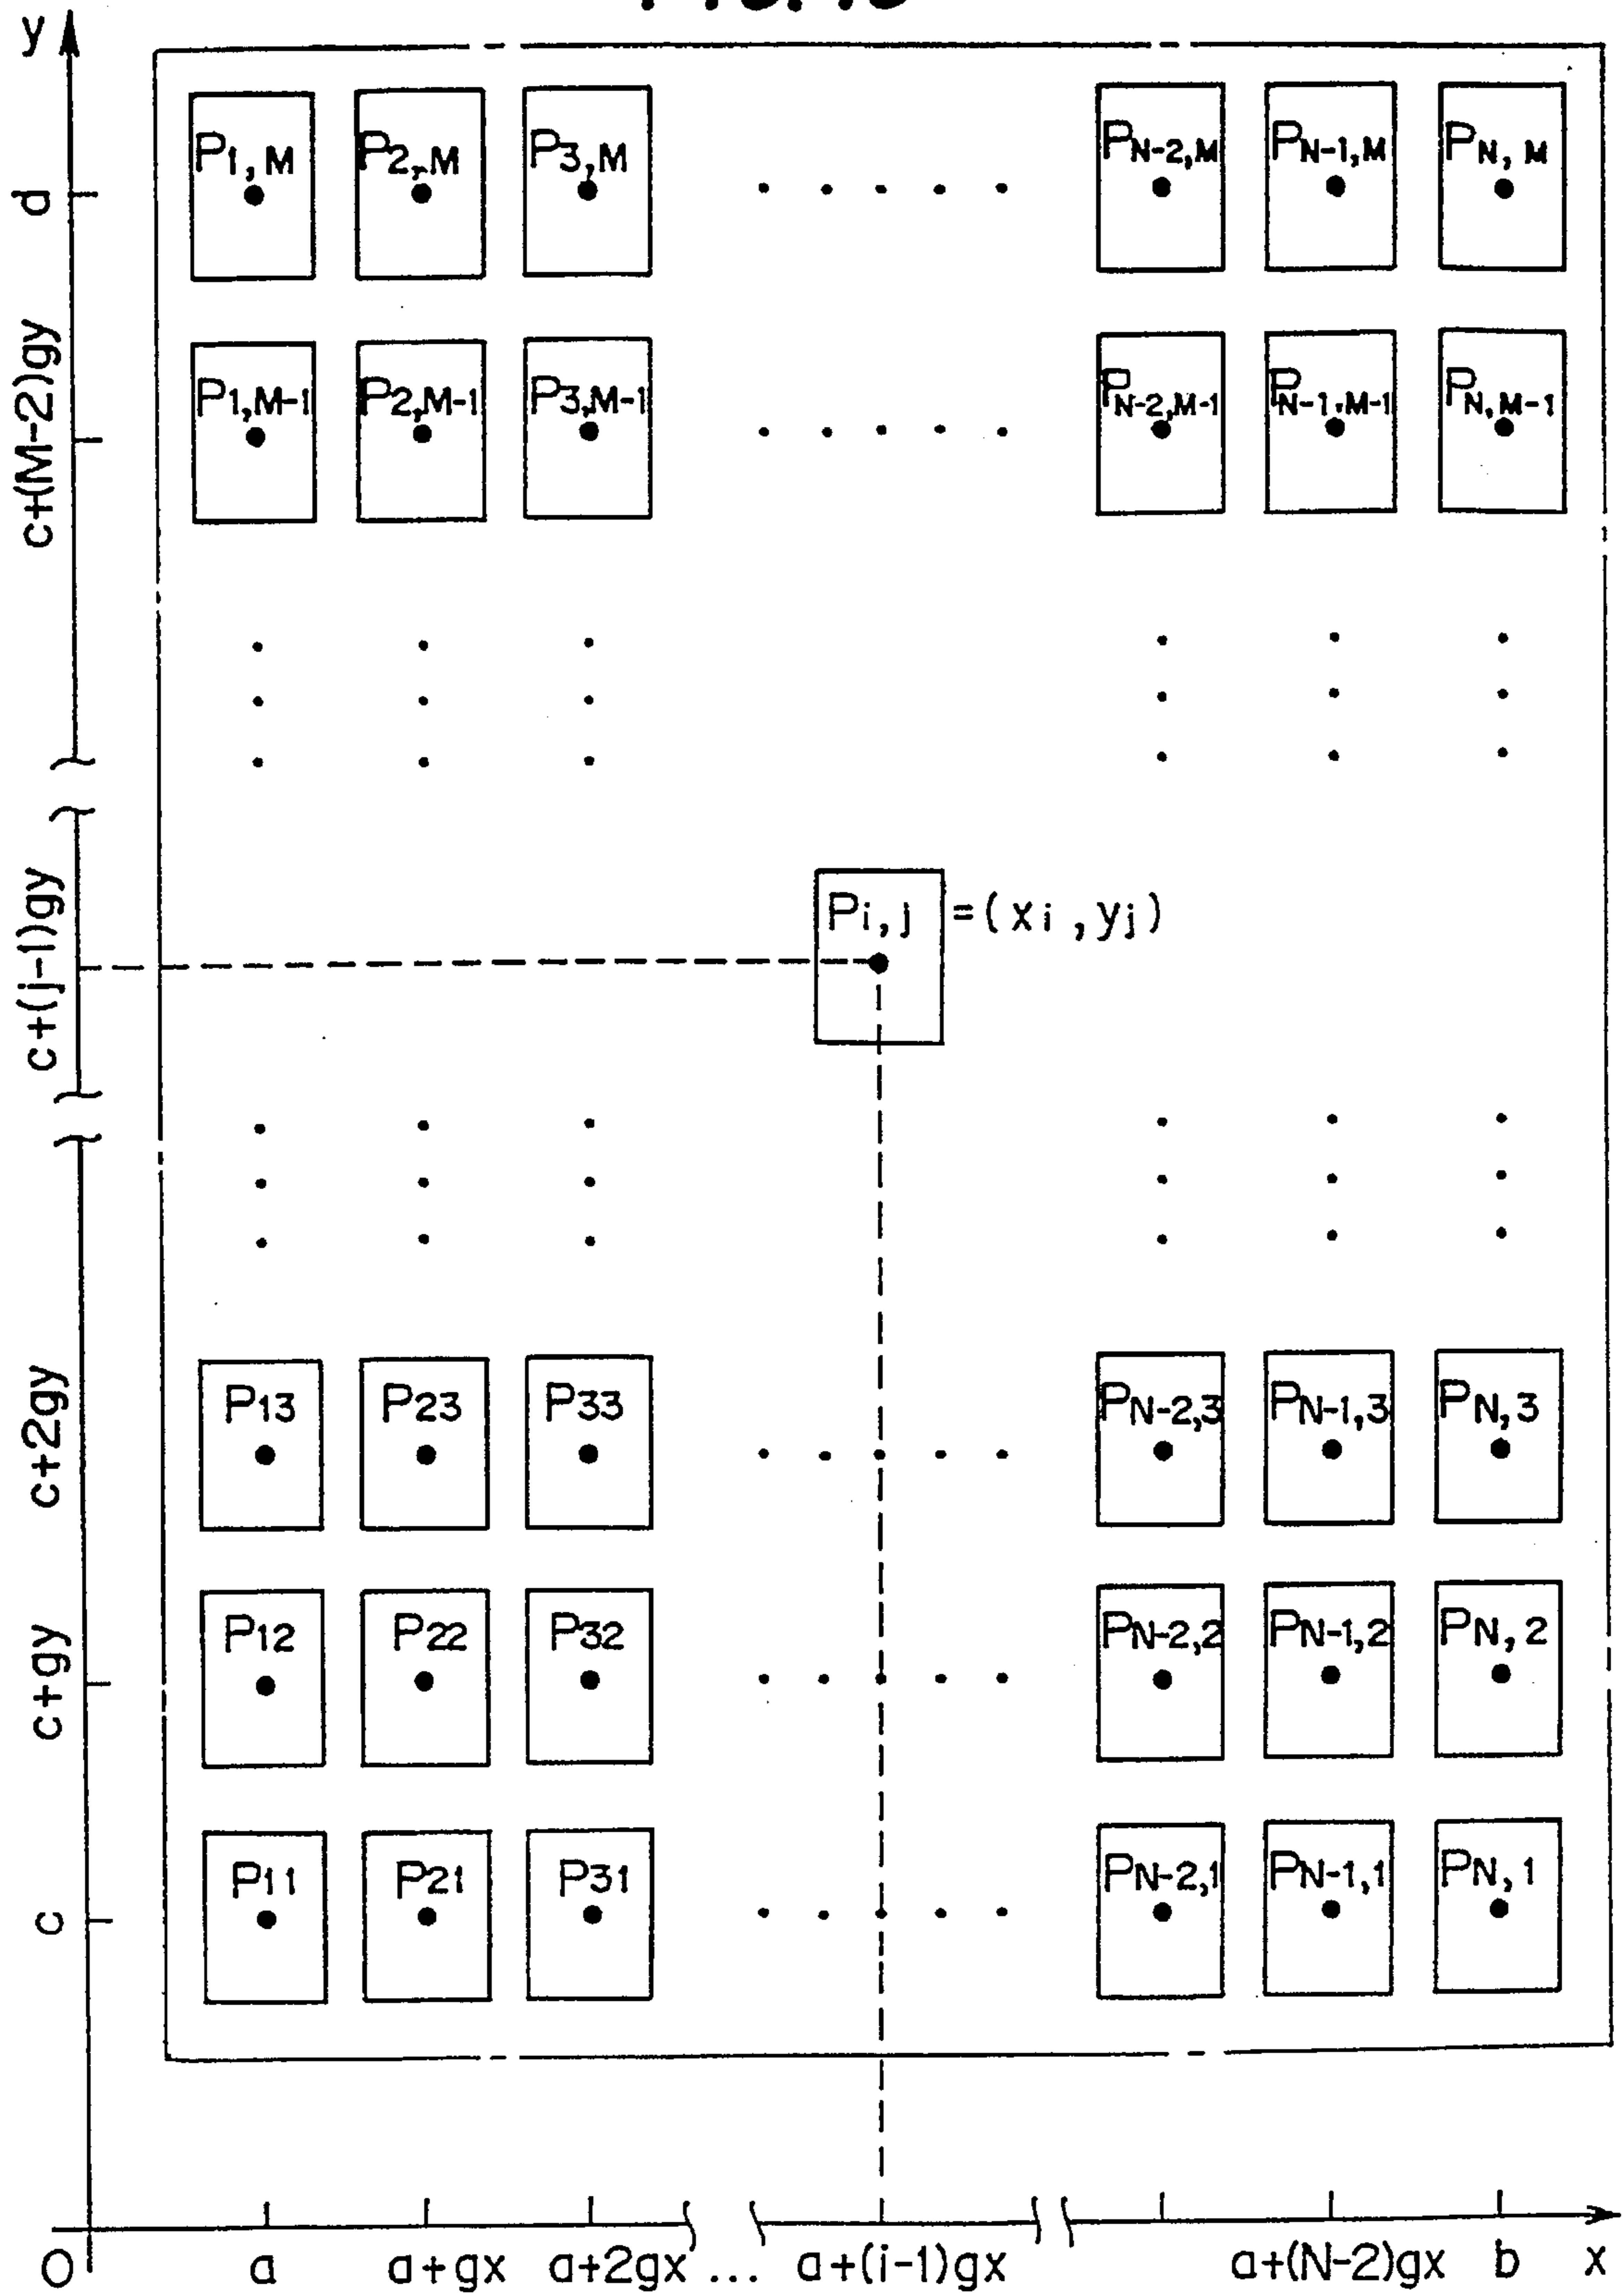 y
P1,M P2,M P3,M PN-2,M PN-1,M PN,M
d
P1,M-1 P2,M-1 P3,M-1 PN-2,M-1 PN-1,M-1 PN,M-1
c+(M-2)gy
Pi,j =(xi,yj)
c+(j-1)gy
P13 P23 P33 PN-2,3 PN-1,3 PN,3
c+2gy
P12 P22 P32 PN-2,2 PN-1,2 PN,2
c+gy
P11 P21 P31 PN-2,1 PN-1,1 PN,1
c
O a a+gx a+2gx ... a+(i-1)gx a+(N-2)gx b x